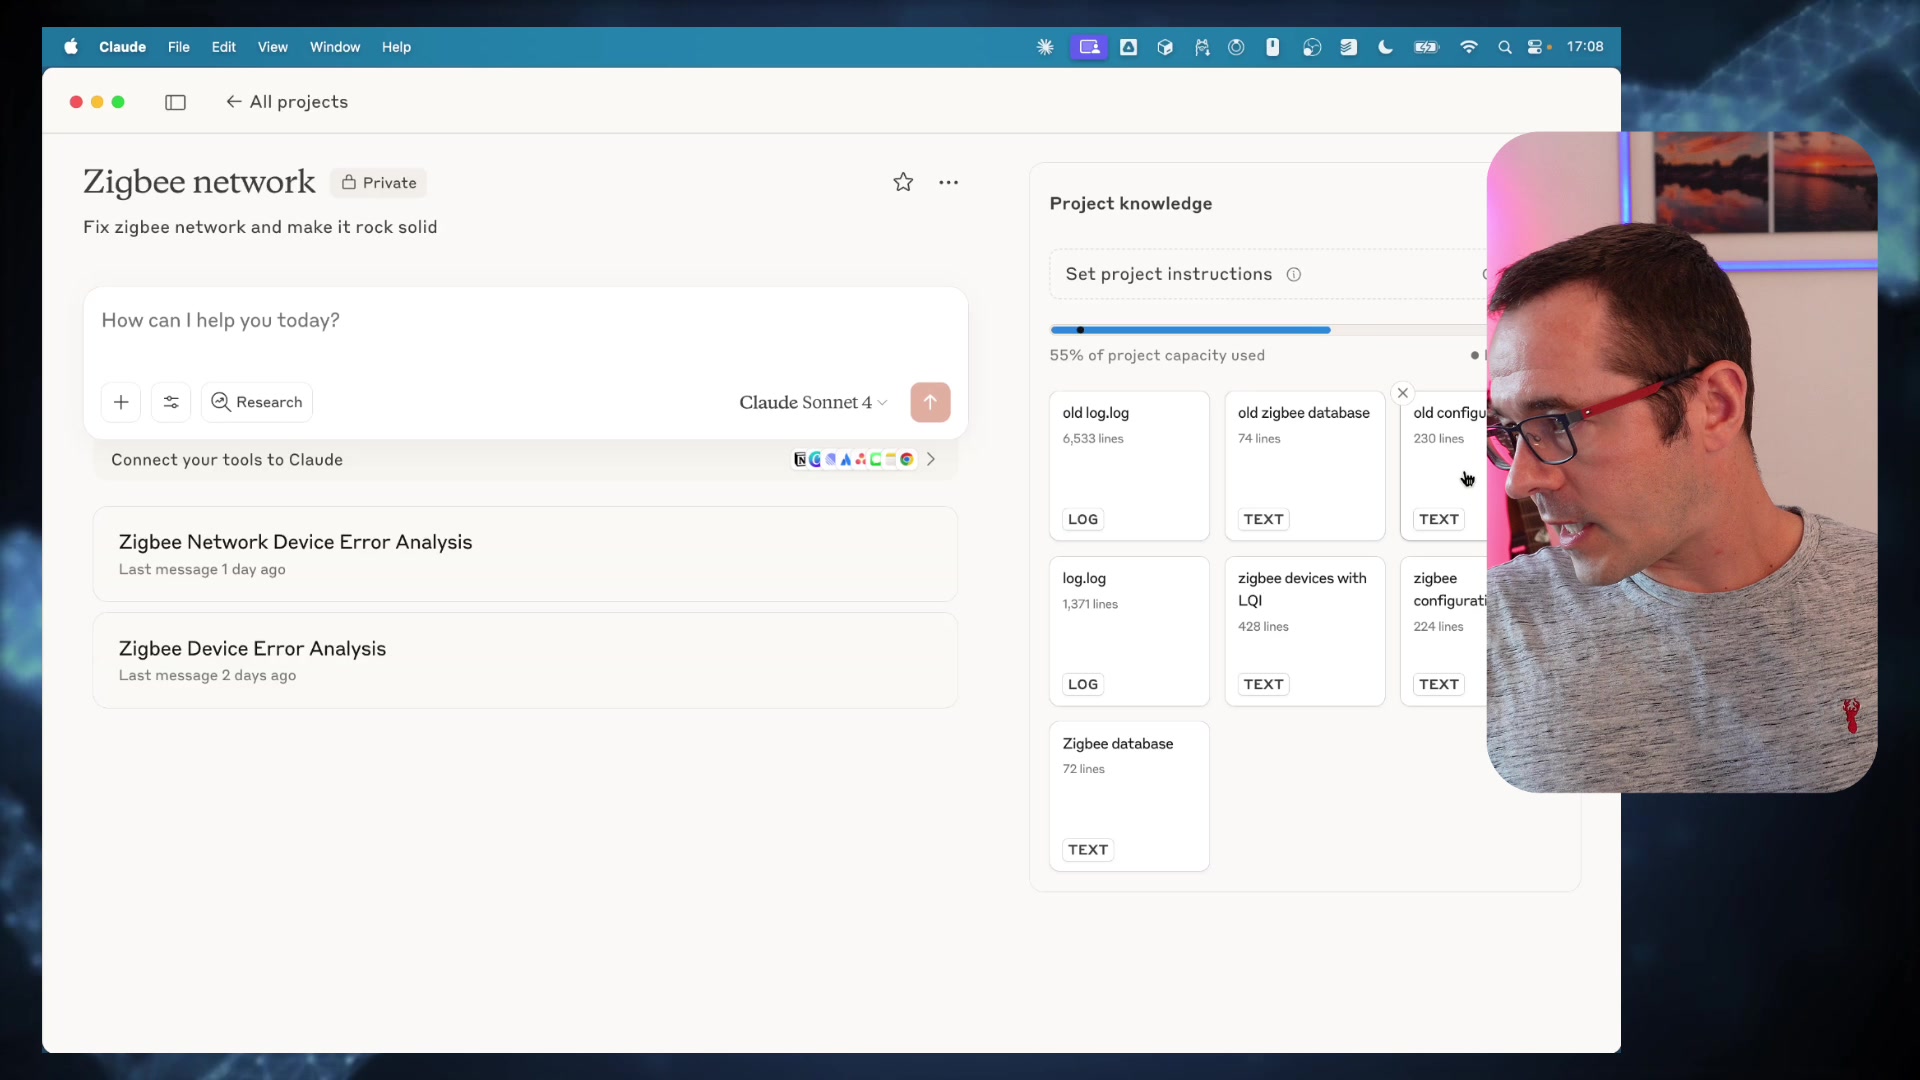 Claude File Edit View Window Help 17:08
← All projects
Zigbee network Private
Fix zigbee network and make it rock solid
How can I help you today?
Research
Claude Sonnet 4
Connect your tools to Claude
Zigbee Network Device Error Analysis
Last message 1 day ago
Zigbee Device Error Analysis
Last message 2 days ago
Project knowledge
Set project instructions
55% of project capacity used
old log.log
6,533 lines
LOG
old zigbee database
74 lines
TEXT
old configu
230 lines
TEXT
log.log
1,371 lines
LOG
zigbee devices with
LQI
428 lines
TEXT
zigbee
configurati
224 lines
TEXT
Zigbee database
72 lines
TEXT